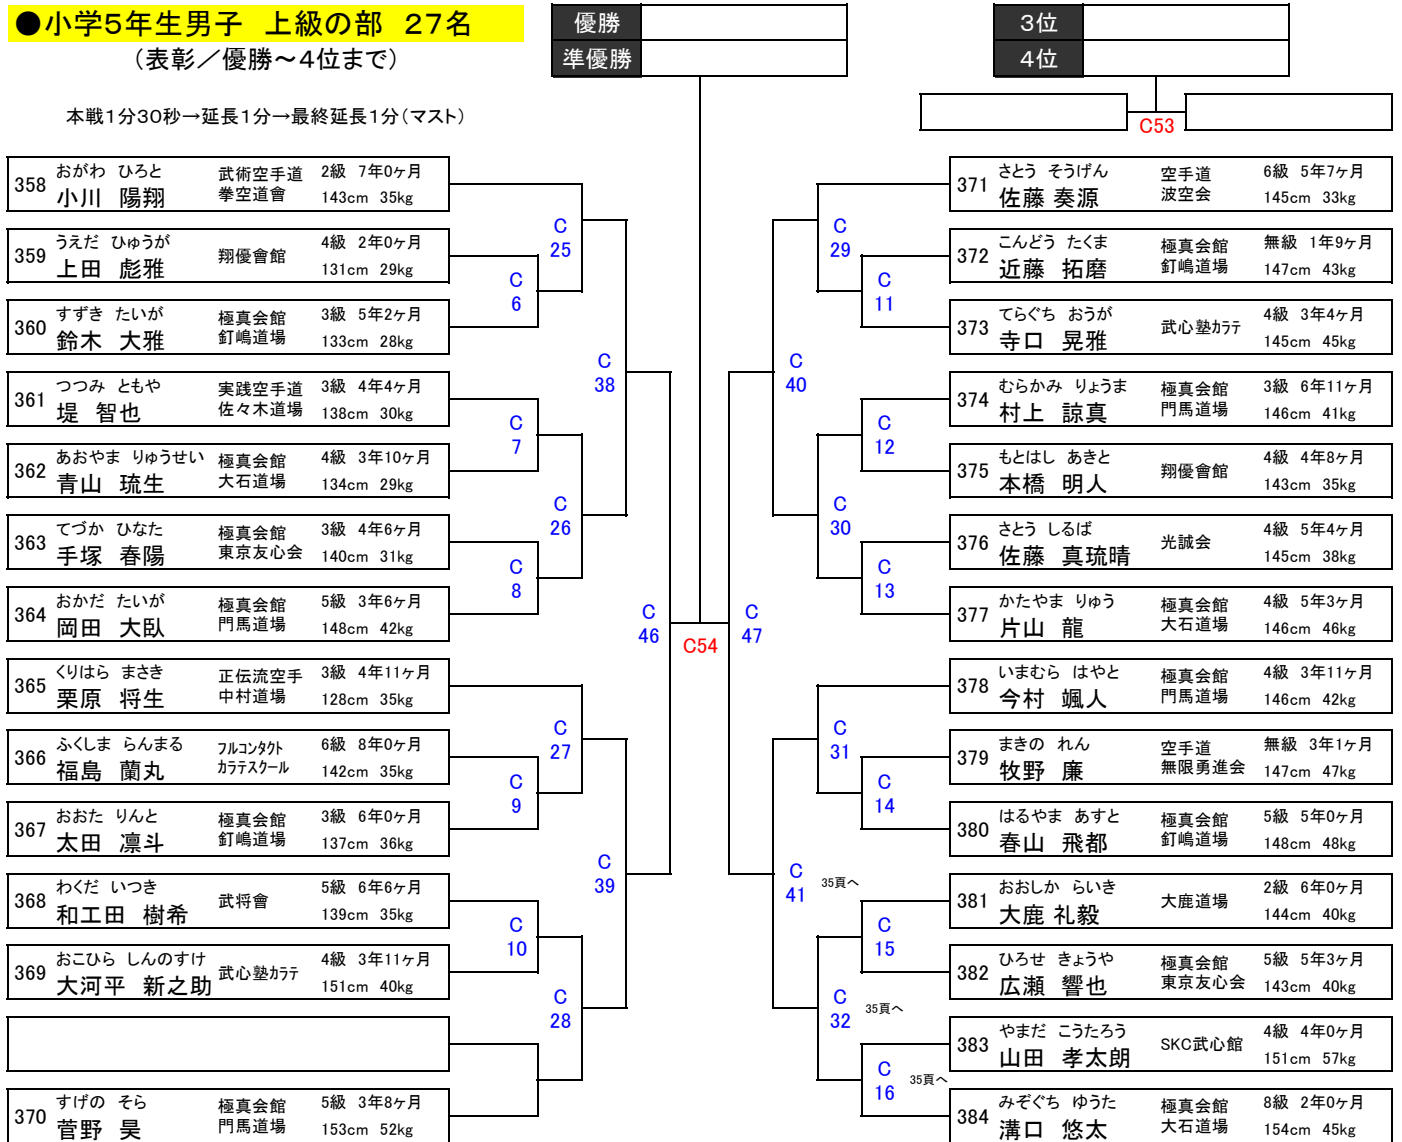 ●小学5年生男子　上級の部　27名
（表彰／優勝～4位まで）
優勝
準優勝
3位
4位
C53
本戦1分30秒→延長1分→最終延長1分（マスト）
358 おがわ ひろと 小川 陽翔 武術空手道 拳空道會 2級 7年0ヶ月 143cm 35kg
359 うえだ ひゅうが 上田 彪雅 翔優會館 4級 2年0ヶ月 131cm 29kg
360 すずき たいが 鈴木 大雅 極真会館 釘嶋道場 3級 5年2ヶ月 133cm 28kg
361 つつみ ともや 堤 智也 実践空手道 佐々木道場 3級 4年4ヶ月 138cm 30kg
362 あおやま りゅうせい 青山 琉生 極真会館 大石道場 4級 3年10ヶ月 134cm 29kg
363 てづか ひなた 手塚 春陽 極真会館 東京友心会 3級 4年6ヶ月 140cm 31kg
364 おかだ たいが 岡田 大臥 極真会館 門馬道場 5級 3年6ヶ月 148cm 42kg
365 くりはら まさき 栗原 将生 正伝流空手 中村道場 3級 4年11ヶ月 128cm 35kg
366 ふくしま らんまる 福島 蘭丸 フルコンタクト カラテスクール 6級 8年0ヶ月 142cm 35kg
367 おおた りんと 太田 凛斗 極真会館 釘嶋道場 3級 6年0ヶ月 137cm 36kg
368 わくだ いつき 和工田 樹希 武将會 5級 6年6ヶ月 139cm 35kg
369 おこひら しんのすけ 大河平 新之助 武心塾カラテ 4級 3年11ヶ月 151cm 40kg
370 すげの そら 菅野 昊 極真会館 門馬道場 5級 3年8ヶ月 153cm 52kg
C 6
C 7
C 8
C 9
C 10
C 25
C 26
C 27
C 28
C 38
C 39
C 46
C54
C 47
C 40
C 41 35頁へ
C 29
C 30
C 31
C 32 35頁へ
C 11
C 12
C 13
C 14
C 15
C 16 35頁へ
371 さとう そうげん 佐藤 奏源 空手道 波空会 6級 5年7ヶ月 145cm 33kg
372 こんどう たくま 近藤 拓磨 極真会館 釘嶋道場 無級 1年9ヶ月 147cm 43kg
373 てらぐち おうが 寺口 晃雅 武心塾カラテ 4級 3年4ヶ月 145cm 45kg
374 むらかみ りょうま 村上 諒真 極真会館 門馬道場 3級 6年11ヶ月 146cm 41kg
375 もとはし あきと 本橋 明人 翔優會館 4級 4年8ヶ月 143cm 35kg
376 さとう しるば 佐藤 真琉晴 光誠会 4級 5年4ヶ月 145cm 38kg
377 かたやま りゅう 片山 龍 極真会館 大石道場 4級 5年3ヶ月 146cm 46kg
378 いまむら はやと 今村 颯人 極真会館 門馬道場 4級 3年11ヶ月 146cm 42kg
379 まきの れん 牧野 廉 空手道 無限勇進会 無級 3年1ヶ月 147cm 47kg
380 はるやま あすと 春山 飛都 極真会館 釘嶋道場 5級 5年0ヶ月 148cm 48kg
381 おおしか らいき 大鹿 礼毅 大鹿道場 2級 6年0ヶ月 144cm 40kg
382 ひろせ きょうや 広瀬 響也 極真会館 東京友心会 5級 5年3ヶ月 143cm 40kg
383 やまだ こうたろう 山田 孝太朗 SKC武心館 4級 4年0ヶ月 151cm 57kg
384 みぞぐち ゆうた 溝口 悠太 極真会館 大石道場 8級 2年0ヶ月 154cm 45kg